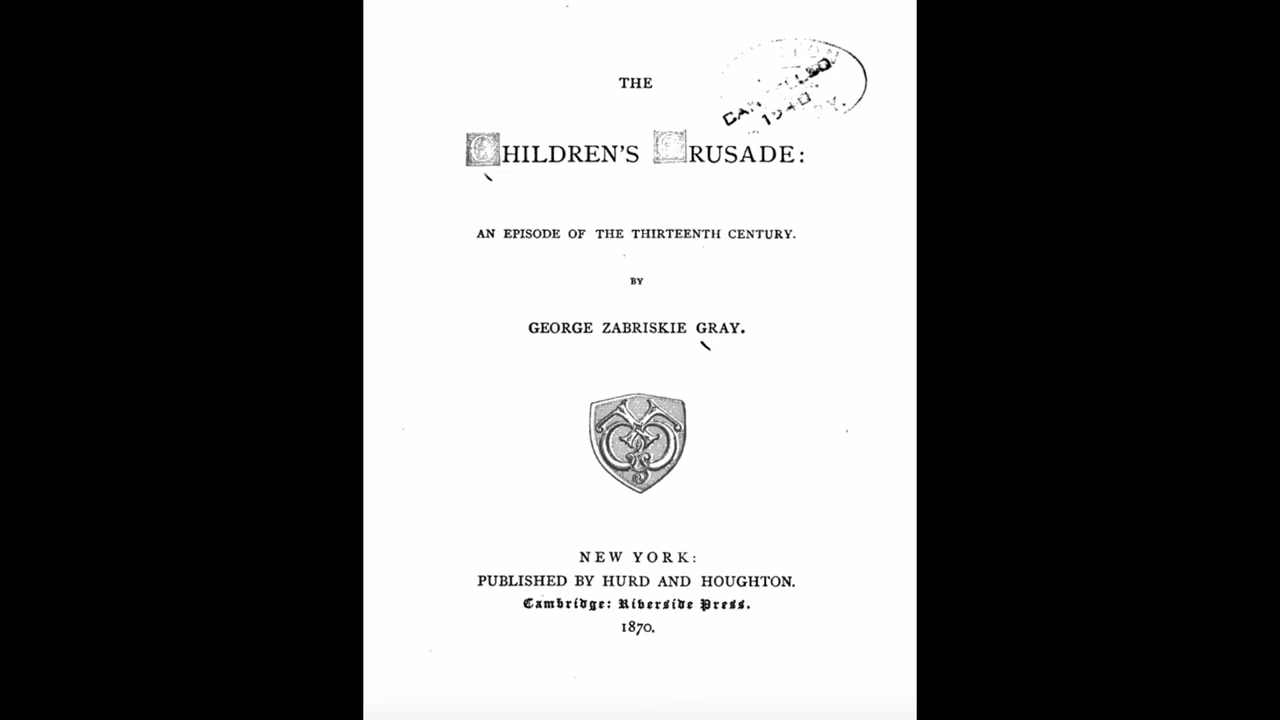 THE
CHILDREN'S CRUSADE:
AN EPISODE OF THE THIRTEENTH CENTURY.
BY
GEORGE ZABRISKIE GRAY.
NEW YORK:
PUBLISHED BY HURD AND HOUGHTON.
Cambridge: Riverside Press.
1870.